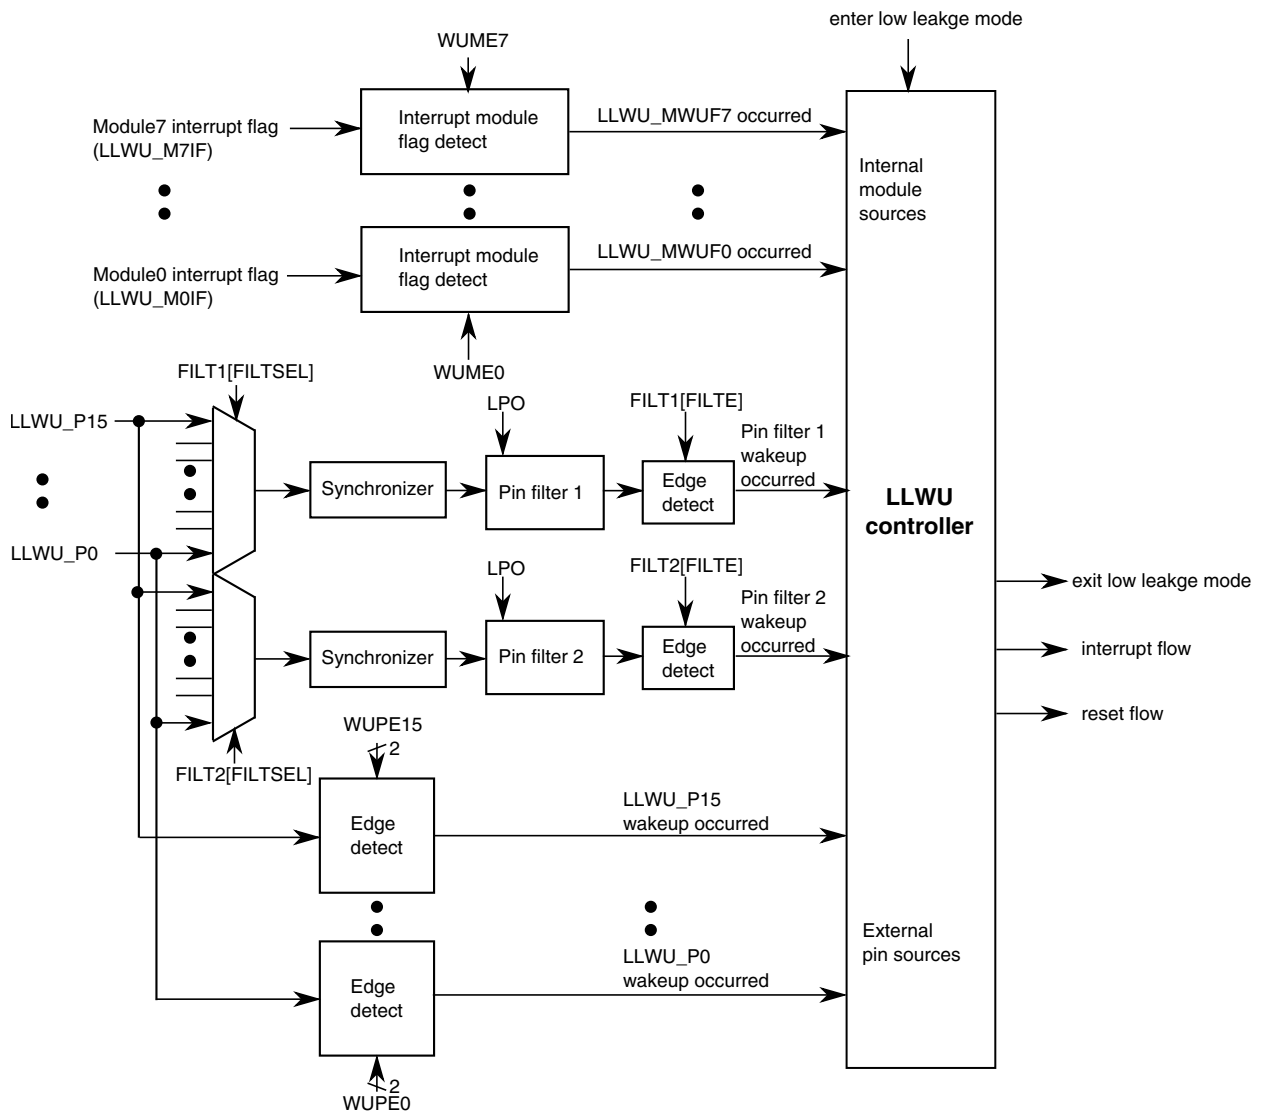 enter low leakge mode
WUME7
Module7 interrupt flag
(LLWU_M7IF)
Interrupt module
flag detect
LLWU_MWUF7 occurred
Internal
module
sources
Module0 interrupt flag
(LLWU_M0IF)
Interrupt module
flag detect
LLWU_MWUF0 occurred
WUME0
FILT1[FILTSEL]
LLWU_P15
LLWU_P0
Synchronizer
LPO
Pin filter 1
FILT1[FILTE]
Edge
detect
Pin filter 1
wakeup
occurred
LLWU
controller
Synchronizer
LPO
Pin filter 2
FILT2[FILTE]
Edge
detect
Pin filter 2
wakeup
occurred
exit low leakge mode
interrupt flow
reset flow
FILT2[FILTSEL]
WUPE15
2
Edge
detect
LLWU_P15
wakeup occurred
External
pin sources
Edge
detect
LLWU_P0
wakeup occurred
2
WUPE0